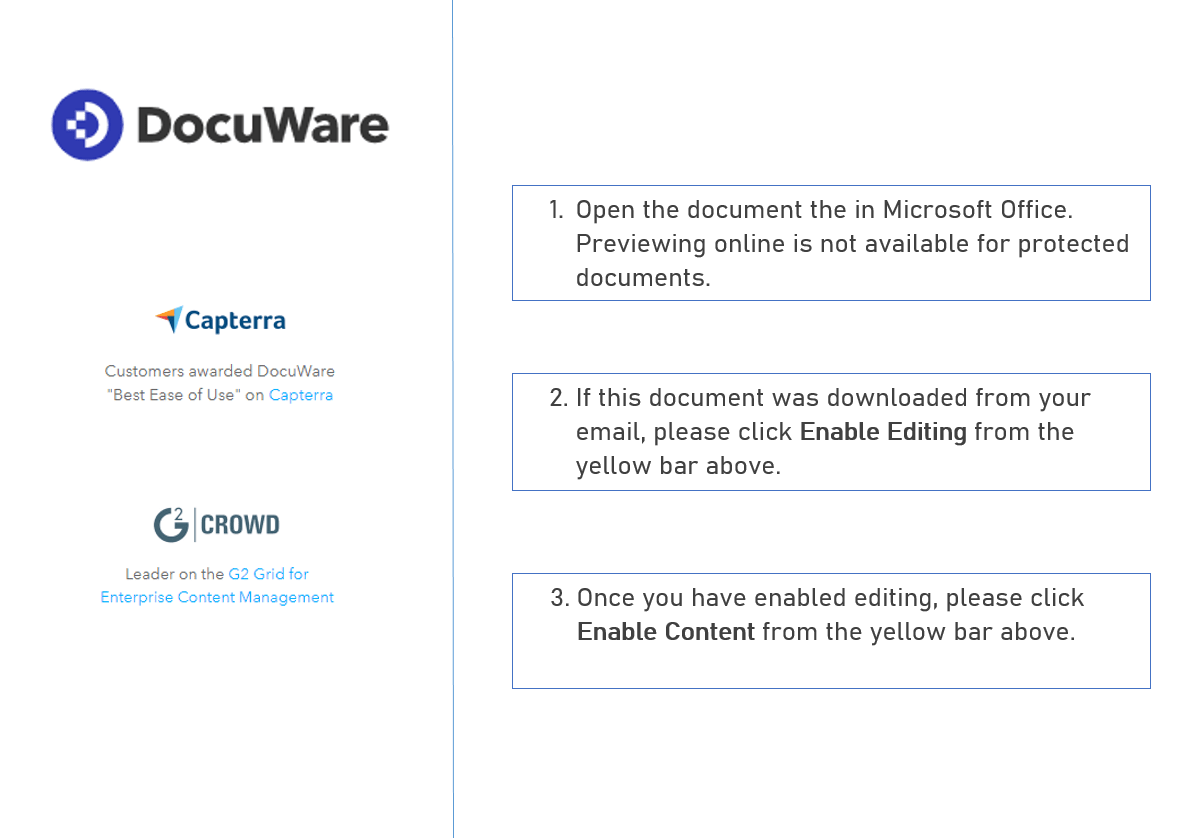 DocuWare
Capterra
Customers awarded DocuWare
"Best Ease of Use" on Capterra
G2 CROWD
Leader on the G2 Grid for
Enterprise Content Management
1. Open the document the in Microsoft Office.
Previewing online is not available for protected
documents.
2. If this document was downloaded from your
email, please click Enable Editing from the
yellow bar above.
3. Once you have enabled editing, please click
Enable Content from the yellow bar above.